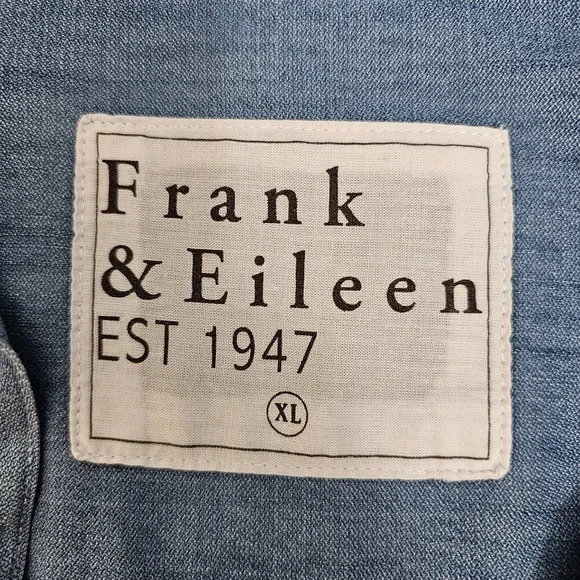 Frank
& Eileen
EST 1947
XL